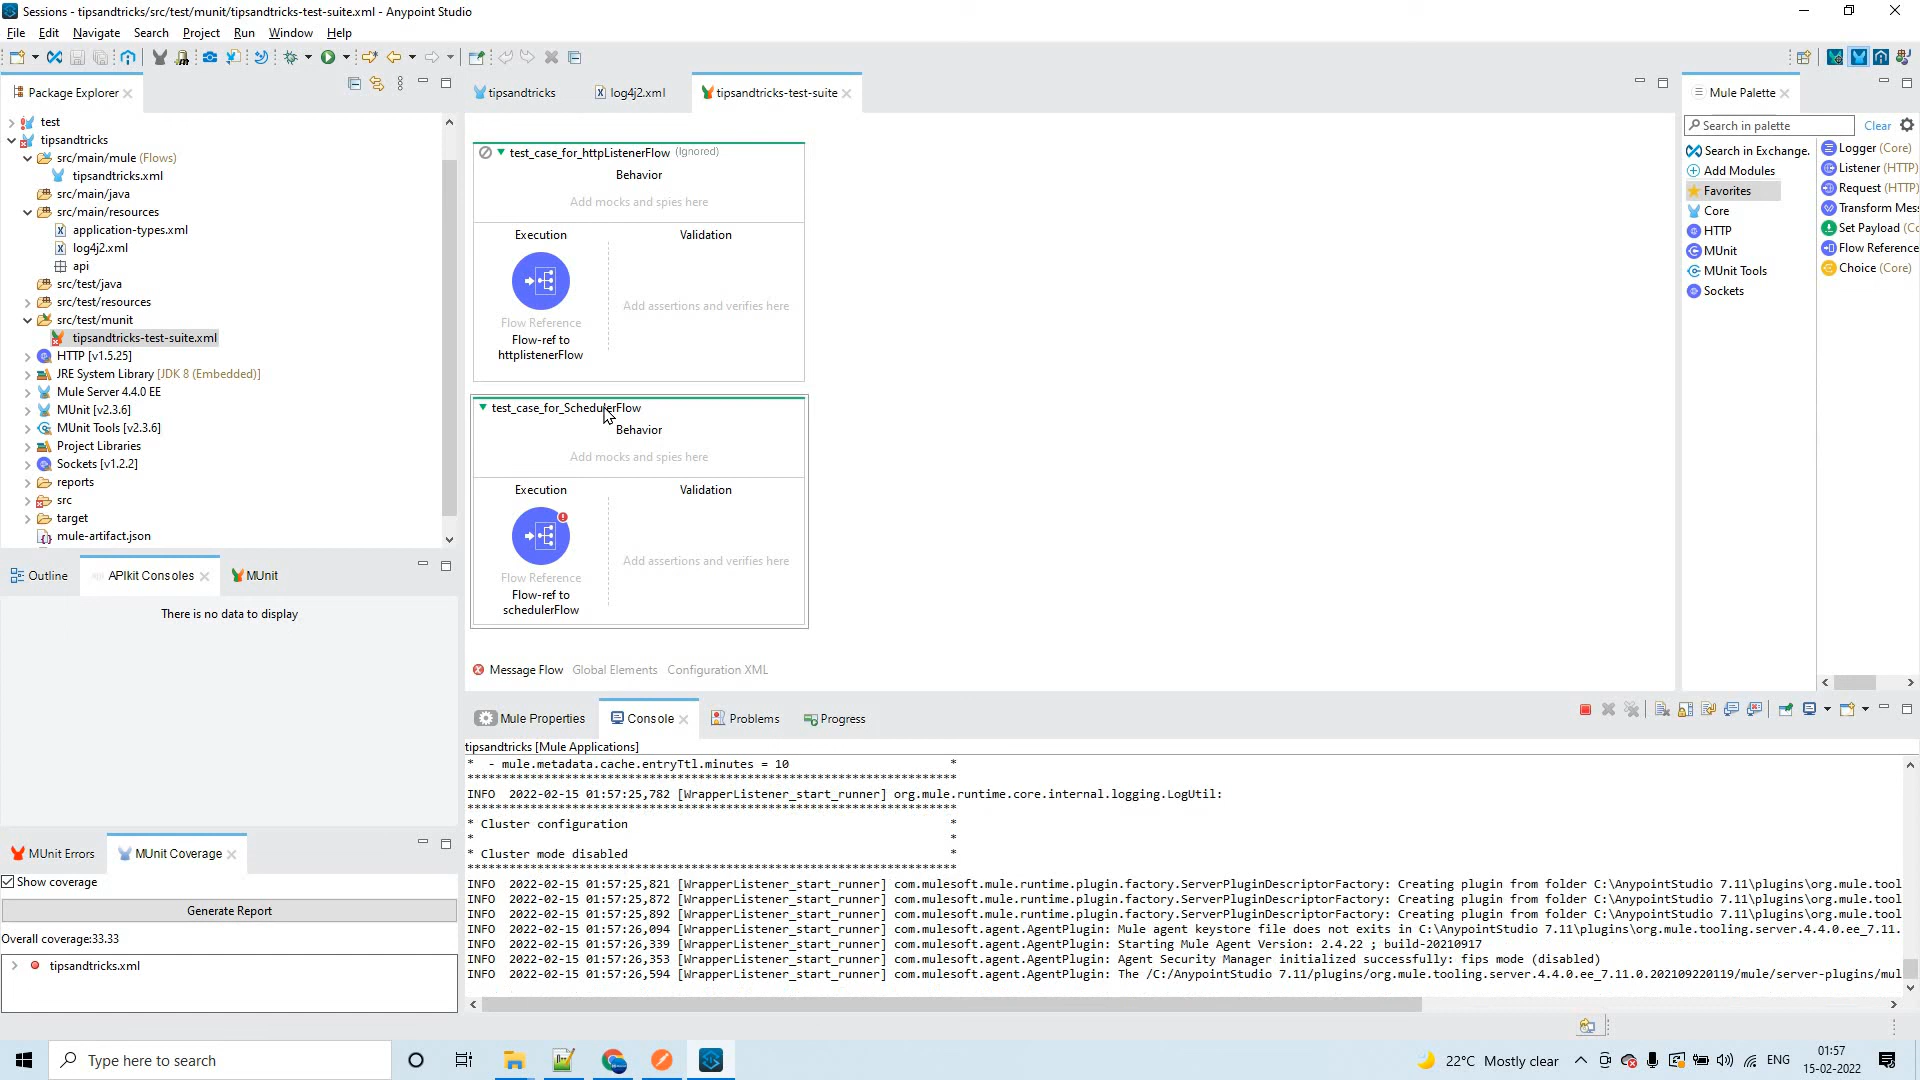 Sessions - tipsandtricks/src/test/munit/tipsandtricks-test-suite.xml - Anypoint Studio
File Edit Navigate Search Project Run Window Help
Package Explorer
test
tipsandtricks
src/main/mule (Flows)
tipsandtricks.xml
src/main/java
src/main/resources
application-types.xml
log4j2.xml
api
src/test/java
src/test/resources
src/test/munit
tipsandtricks-test-suite.xml
HTTP [v1.5.25]
JRE System Library [JDK 8 (Embedded)]
Mule Server 4.4.0 EE
MUnit [v2.3.6]
MUnit Tools [v2.3.6]
Project Libraries
Sockets [v1.2.2]
reports
src
target
mule-artifact.json
Outline APIkit Consoles MUnit
There is no data to display
MUnit Errors MUnit Coverage
Show coverage
Generate Report
Overall coverage:33.33
tipsandtricks.xml
tipsandtricks log4j2.xml tipsandtricks-test-suite
test_case_for_httpListenerFlow (Ignored)
Behavior
Add mocks and spies here
Execution Validation
Add assertions and verifies here
Flow Reference
Flow-ref to
httplistenerFlow
test_case_for_SchedulerFlow
Behavior
Add mocks and spies here
Execution Validation
Add assertions and verifies here
Flow Reference
Flow-ref to
schedulerFlow
Message Flow Global Elements Configuration XML
Mule Palette
Search in palette Clear
Search in Exchange.
Add Modules
Favorites
Core
HTTP
MUnit
MUnit Tools
Sockets
Logger (Core)
Listener (HTTP)
Request (HTTP)
Transform Mes
Set Payload (Co
Flow Reference
Choice (Core)
Mule Properties Console Problems Progress
tipsandtricks [Mule Applications]
* - mule.metadata.cache.entryTtl.minutes = 10 *
INFO 2022-02-15 01:57:25,782 [WrapperListener_start_runner] org.mule.runtime.core.internal.logging.LogUtil:
* Cluster configuration *
* *
* Cluster mode disabled *
INFO 2022-02-15 01:57:25,821 [WrapperListener_start_runner] com.mulesoft.mule.runtime.plugin.factory.ServerPluginDescriptorFactory: Creating plugin from folder C:\AnypointStudio 7.11\plugins\org.mule.tool
INFO 2022-02-15 01:57:25,872 [WrapperListener_start_runner] com.mulesoft.mule.runtime.plugin.factory.ServerPluginDescriptorFactory: Creating plugin from folder C:\AnypointStudio 7.11\plugins\org.mule.tool
INFO 2022-02-15 01:57:25,892 [WrapperListener_start_runner] com.mulesoft.mule.runtime.plugin.factory.ServerPluginDescriptorFactory: Creating plugin from folder C:\AnypointStudio 7.11\plugins\org.mule.tool
INFO 2022-02-15 01:57:26,094 [WrapperListener_start_runner] com.mulesoft.agent.AgentPlugin: Mule agent keystore file does not exits in C:\AnypointStudio 7.11\plugins\org.mule.tooling.server.4.4.0.ee_7.11.
INFO 2022-02-15 01:57:26,339 [WrapperListener_start_runner] com.mulesoft.agent.AgentPlugin: Starting Mule Agent Version: 2.4.22 ; build-20210917
INFO 2022-02-15 01:57:26,353 [WrapperListener_start_runner] com.mulesoft.agent.AgentPlugin: Agent Security Manager initialized successfully: fips mode (disabled)
INFO 2022-02-15 01:57:26,594 [WrapperListener_start_runner] com.mulesoft.agent.AgentPlugin: The /C:/AnypointStudio 7.11/plugins/org.mule.tooling.server.4.4.0.ee_7.11.0.202109220119/mule/server-plugins/mul
Type here to search
22°C Mostly clear
ENG
01:57
15-02-2022